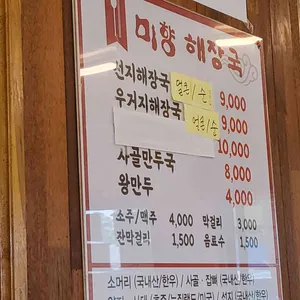 미향 해장국
선지해장국 얼큰/순 9,000
우거지해장국 얼큰/순 9,000
10,000
사골만두국 8,000
왕만두 4,000
소주/맥주 4,000 막걸리 3,000
잔막걸리 1,500 음료수 1,500
소머리 (국내산/한우) / 사골 · 잡뼈 (국내산/한우)